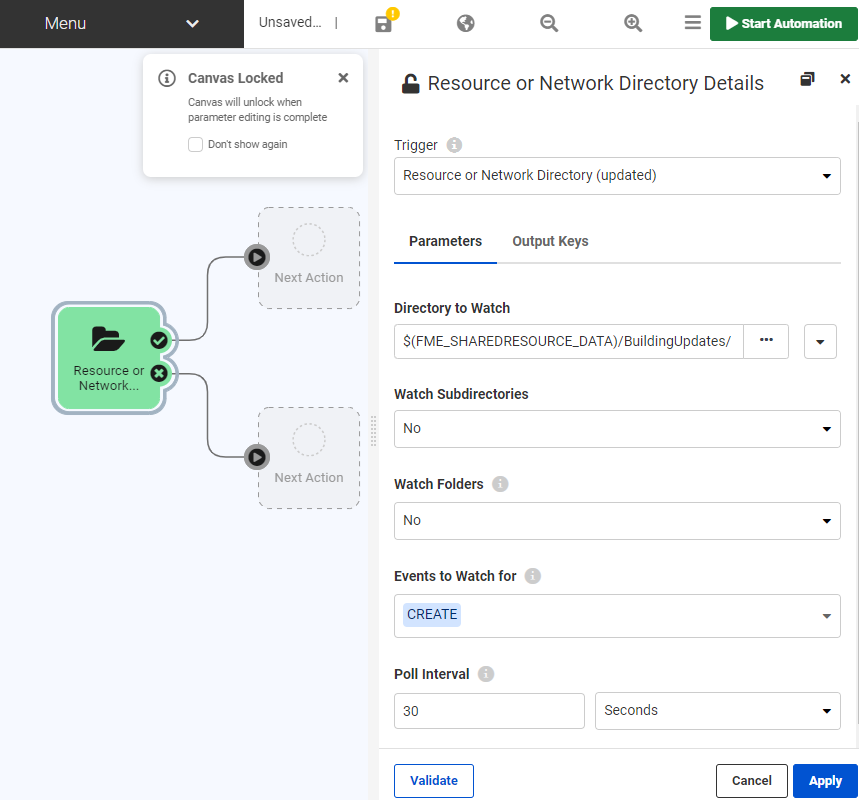 Menu
Unsaved... |
!
Start Automation
Canvas Locked
Canvas will unlock when
parameter editing is complete
Don't show again
Next Action
Resource or
Network...
Next Action
Resource or Network Directory Details
Trigger
Resource or Network Directory (updated)
Parameters
Output Keys
Directory to Watch
$(FME_SHAREDRESOURCE_DATA)/BuildingUpdates/
...
Watch Subdirectories
No
Watch Folders
No
Events to Watch for
CREATE
Poll Interval
30
Seconds
Validate
Cancel
Apply